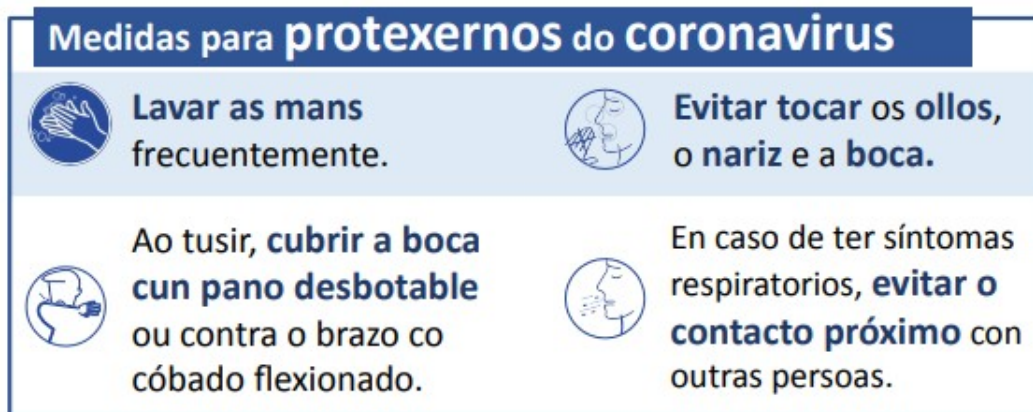 Medidas para protexernos do coronavirus
Lavar as mans
frecuentemente.
Evitar tocar os ollos,
o nariz e a boca.
Ao tusir, cubrir a boca
cun pano desbotable
ou contra o brazo co
cóbado flexionado.
En caso de ter síntomas
respiratorios, evitar o
contacto próximo con
outras persoas.